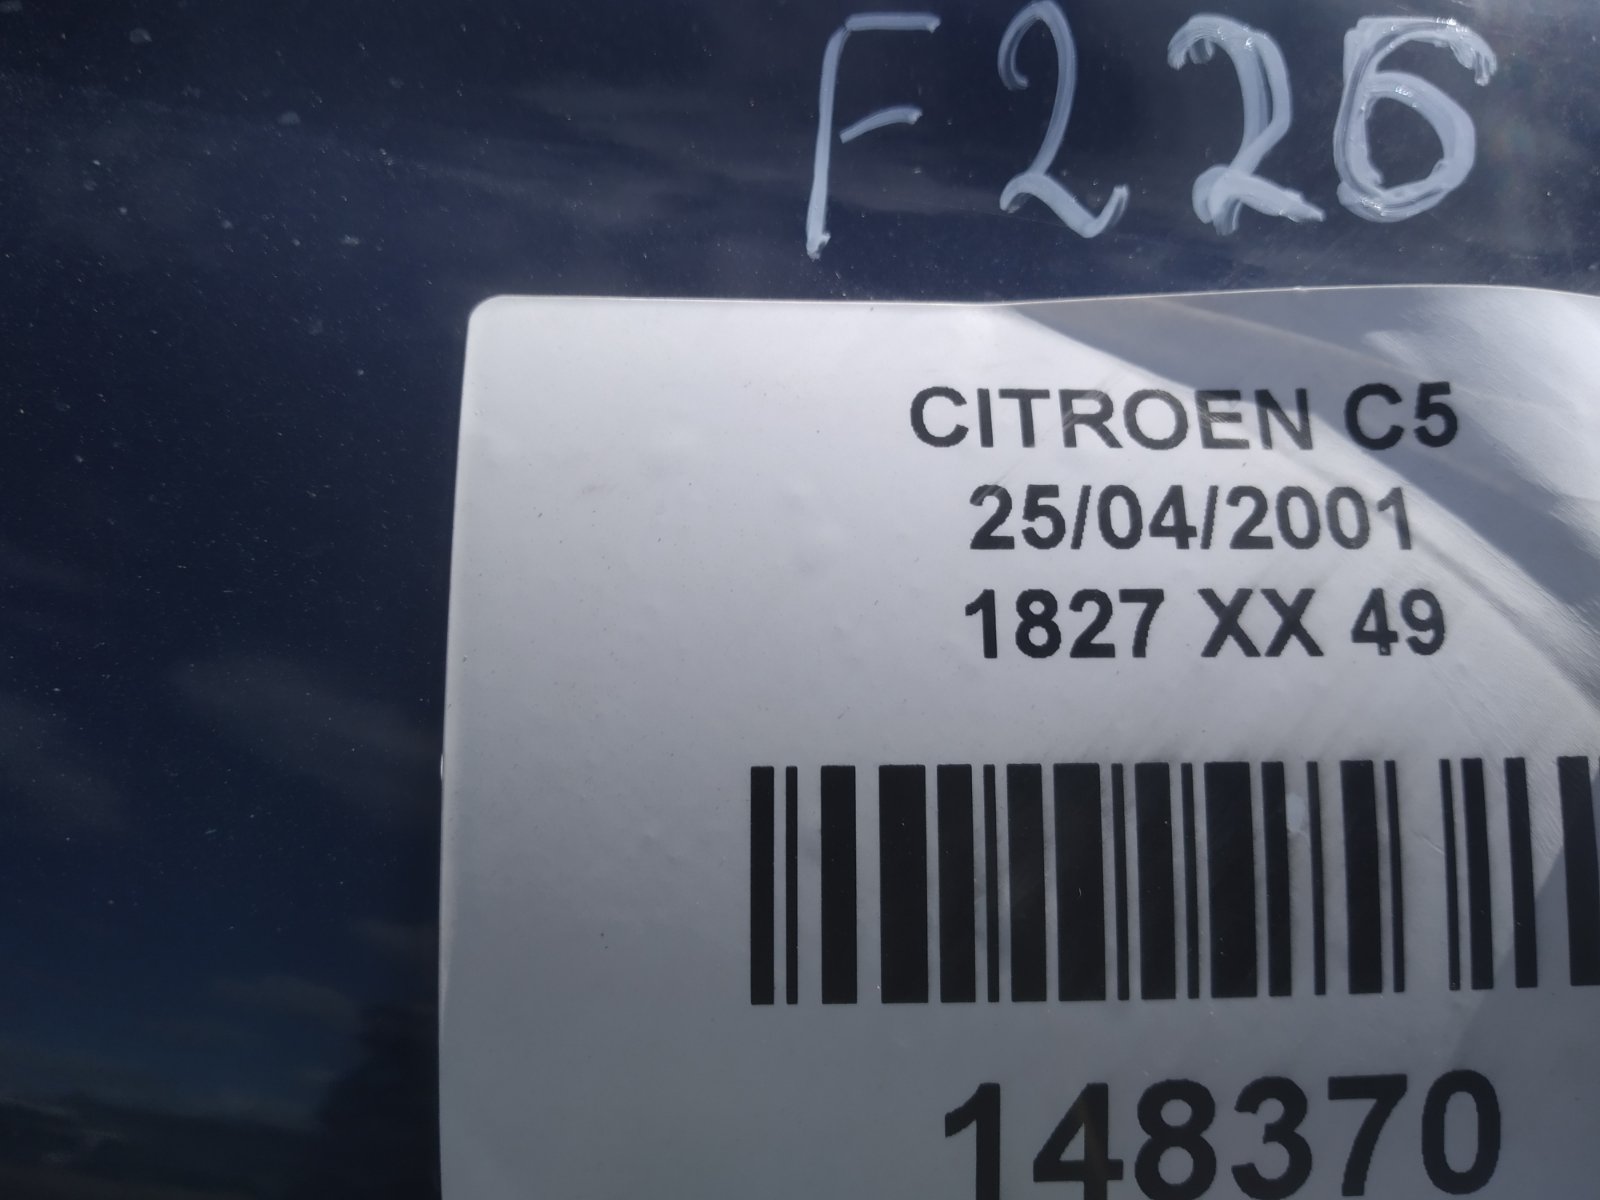 F226
CITROEN C5
25/04/2001
1827 XX 49
148370